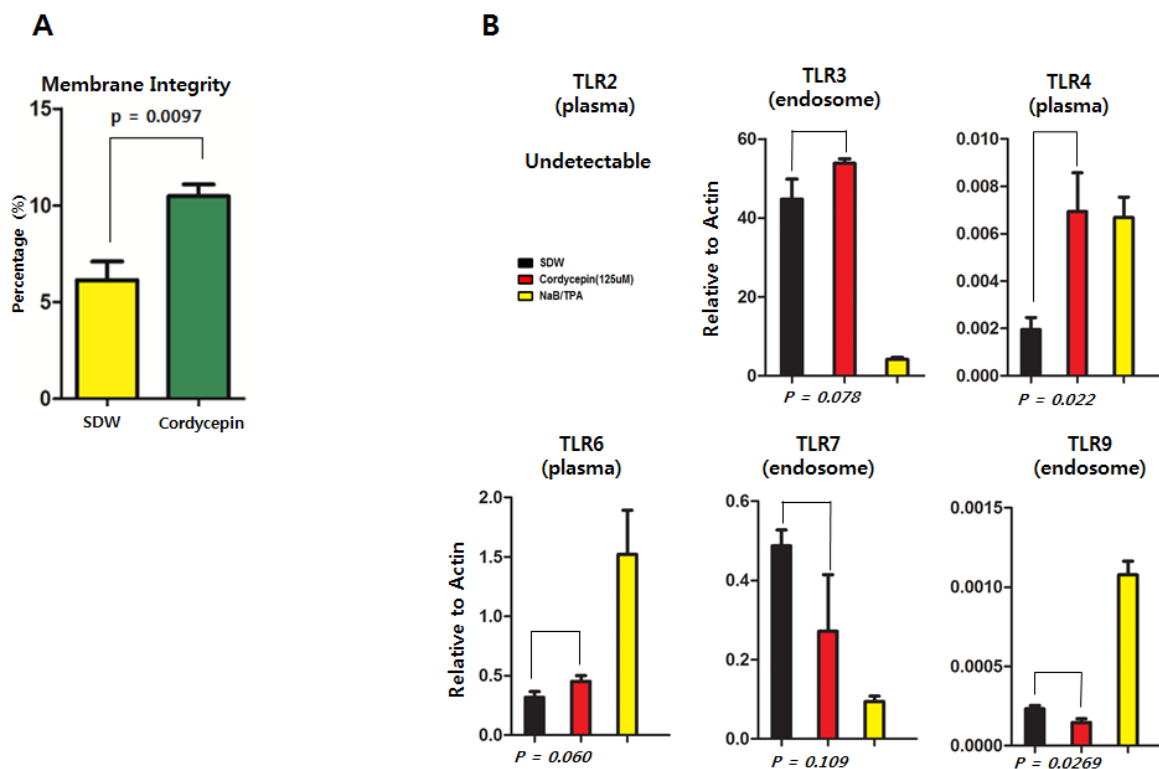 A
Membrane Integrity
p = 0.0097
15
10
5
0
Percentage (%)
SDW
Cordycepin
B
TLR2
(plasma)
Undetectable
SDW
Cordycepin(125uM)
NaB/TPA
TLR3
(endosome)
Relative to Actin
60
40
20
0
P = 0.078
TLR4
(plasma)
0.010
0.008
0.006
0.004
0.002
0.000
P = 0.022
TLR6
(plasma)
Relative to Actin
2.0
1.5
1.0
0.5
0.0
P = 0.060
TLR7
(endosome)
0.6
0.4
0.2
0.0
P = 0.109
TLR9
(endosome)
0.0015
0.0010
0.0005
0.0000
P = 0.0269